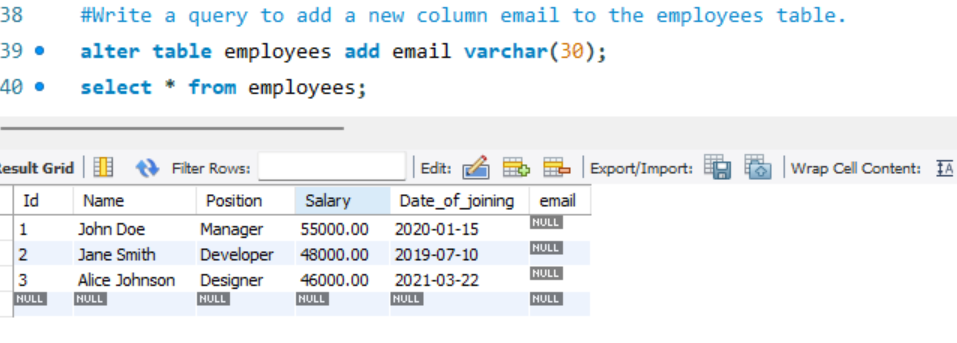 38 #Write a query to add a new column email to the employees table.
39 alter table employees add email varchar(30);
40 select * from employees;
Result Grid Filter Rows: Edit: Export/Import: Wrap Cell Content: IA
Id Name Position Salary Date_of_joining email
1 John Doe Manager 55000.00 2020-01-15 NULL
2 Jane Smith Developer 48000.00 2019-07-10 NULL
3 Alice Johnson Designer 46000.00 2021-03-22 NULL
NULL NULL NULL NULL NULL NULL